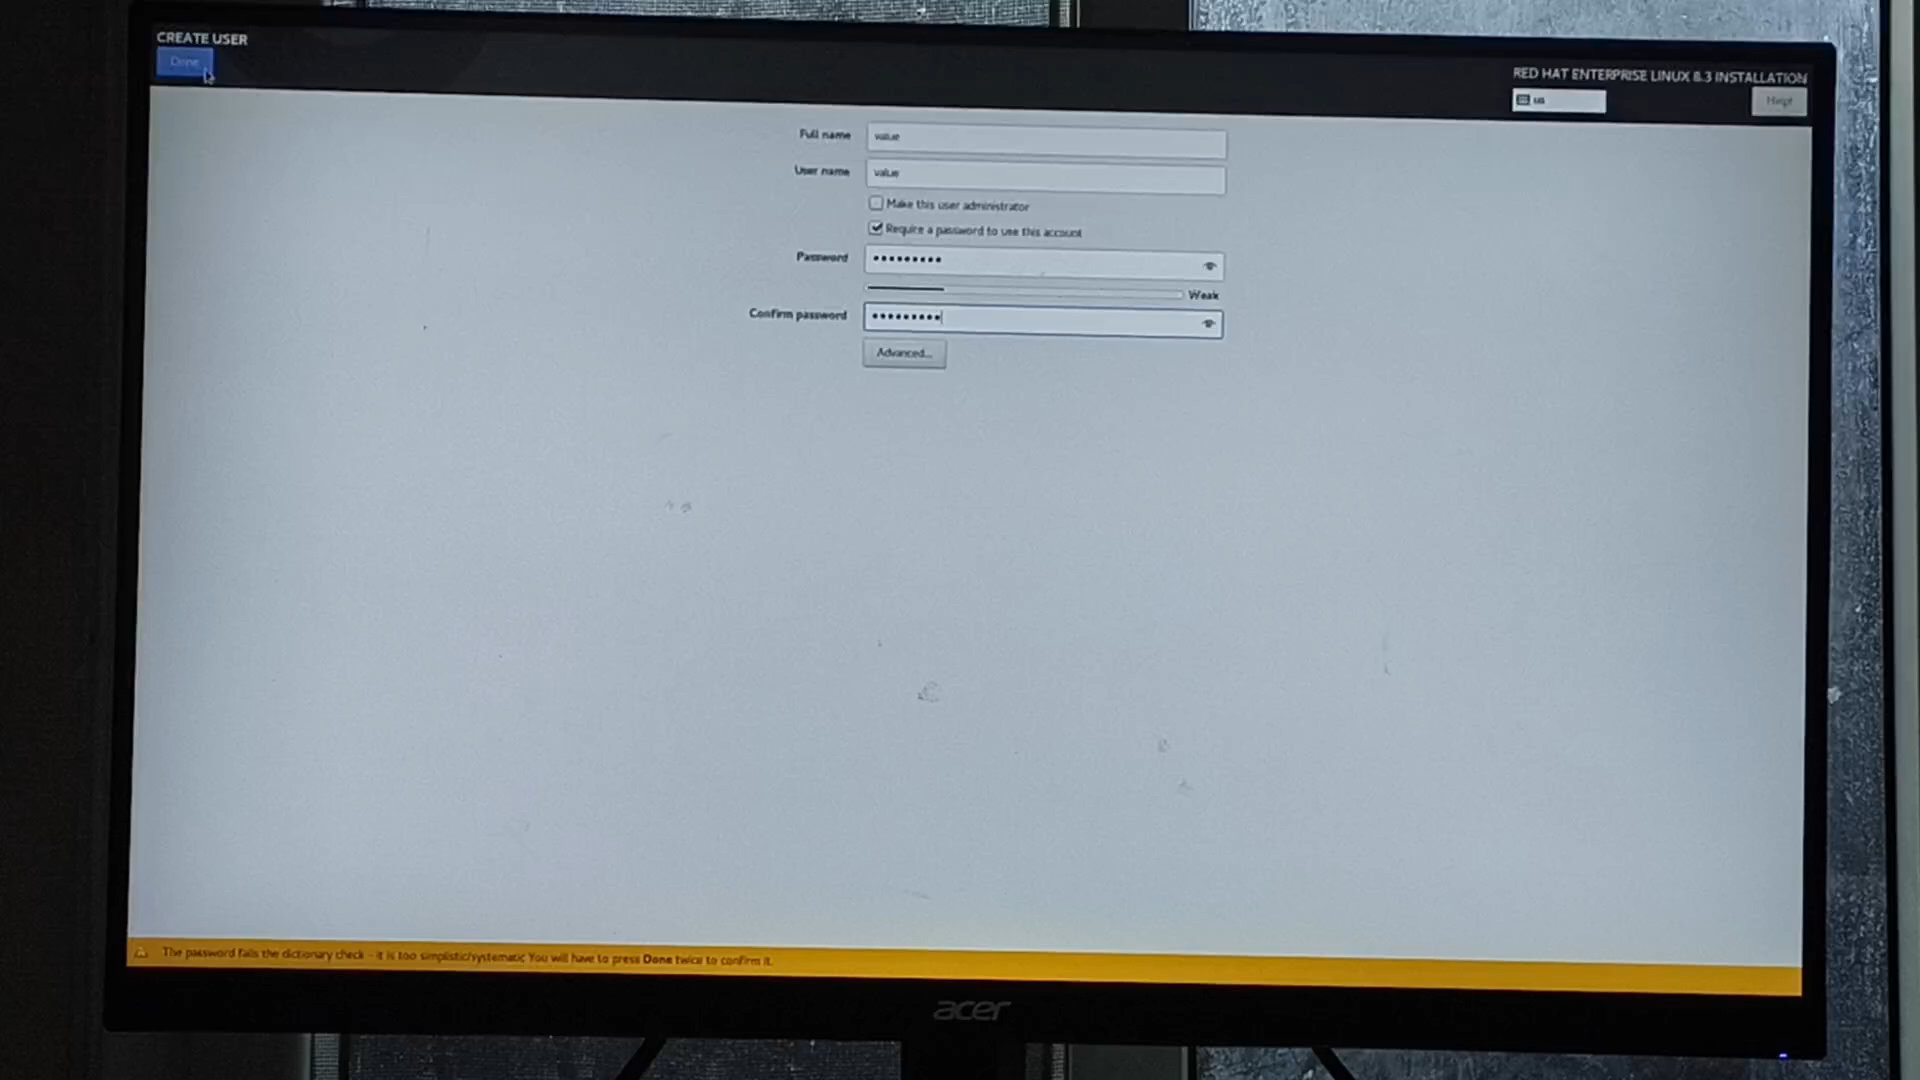 CREATE USER
Done
RED HAT ENTERPRISE LINUX 8.3 INSTALLATION
us
Help!
Full name
value
User name
value
Make this user administrator
Require a password to use this account
Password
•••••••••
Weak
Confirm password
•••••••••
Advanced...
The password fails the dictionary check - it is too simplistic/systematic You will have to press Done twice to confirm it.
acer